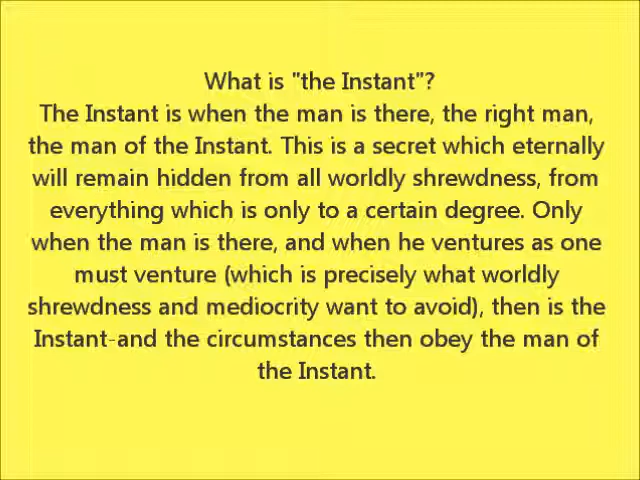 What is "the Instant"?
The Instant is when the man is there, the right man,
the man of the Instant. This is a secret which eternally
will remain hidden from all worldly shrewdness, from
everything which is only to a certain degree. Only
when the man is there, and when he ventures as one
must venture (which is precisely what worldly
shrewdness and mediocrity want to avoid), then is the
Instant-and the circumstances then obey the man of
the Instant.